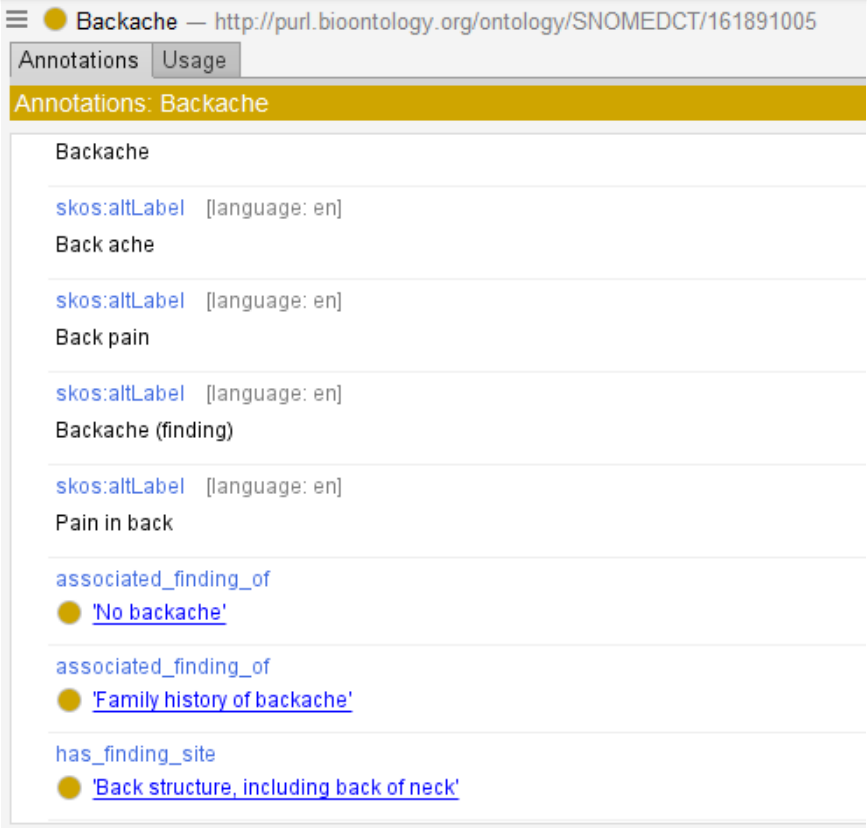 Backache — http://purl.bioontology.org/ontology/SNOMEDCT/161891005
Annotations Usage
Annotations: Backache
Backache
skos:altLabel [language: en]
Back ache
skos:altLabel [language: en]
Back pain
skos:altLabel [language: en]
Backache (finding)
skos:altLabel [language: en]
Pain in back
associated_finding_of
'No backache'
associated_finding_of
'Family history of backache'
has_finding_site
'Back structure, including back of neck'